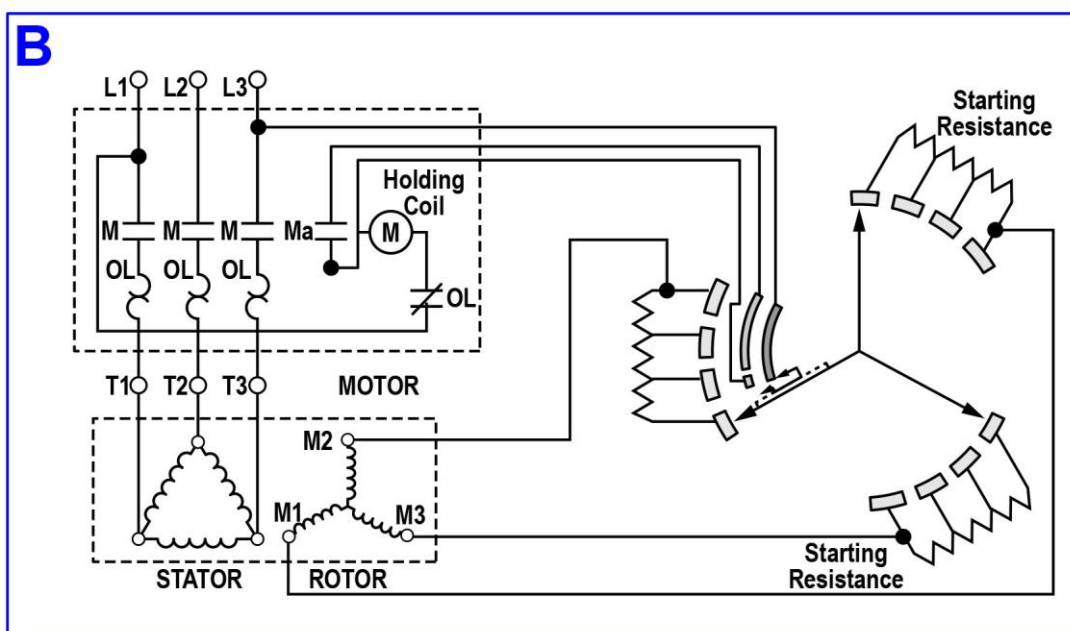 B
L1 L2 L3
Starting
Resistance
Holding
Coil
M M M Ma M
OL OL OL OL
T1 T2 T3 MOTOR
M2
M1 M3
STATOR ROTOR
Starting
Resistance